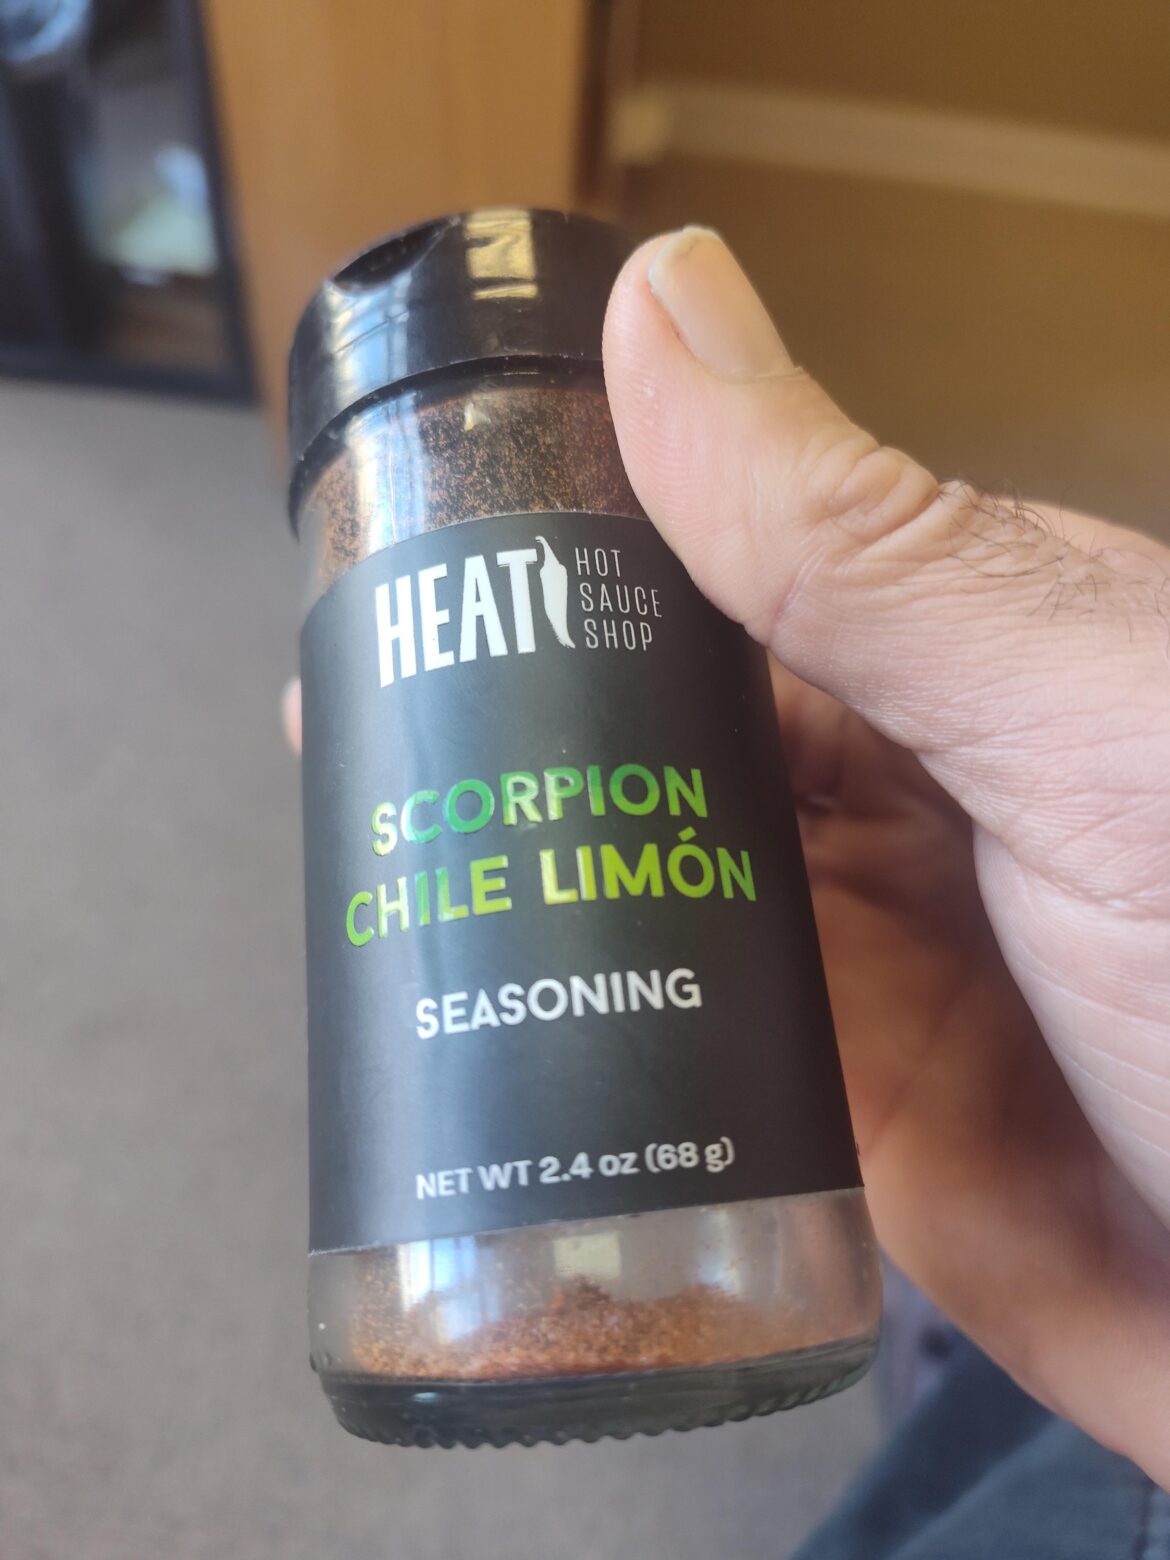 HEAT
HOT
SAUCE
SHOP
SCORPION
CHILE LIMÓN
SEASONING
NET WT 2.4 oz (68 g)